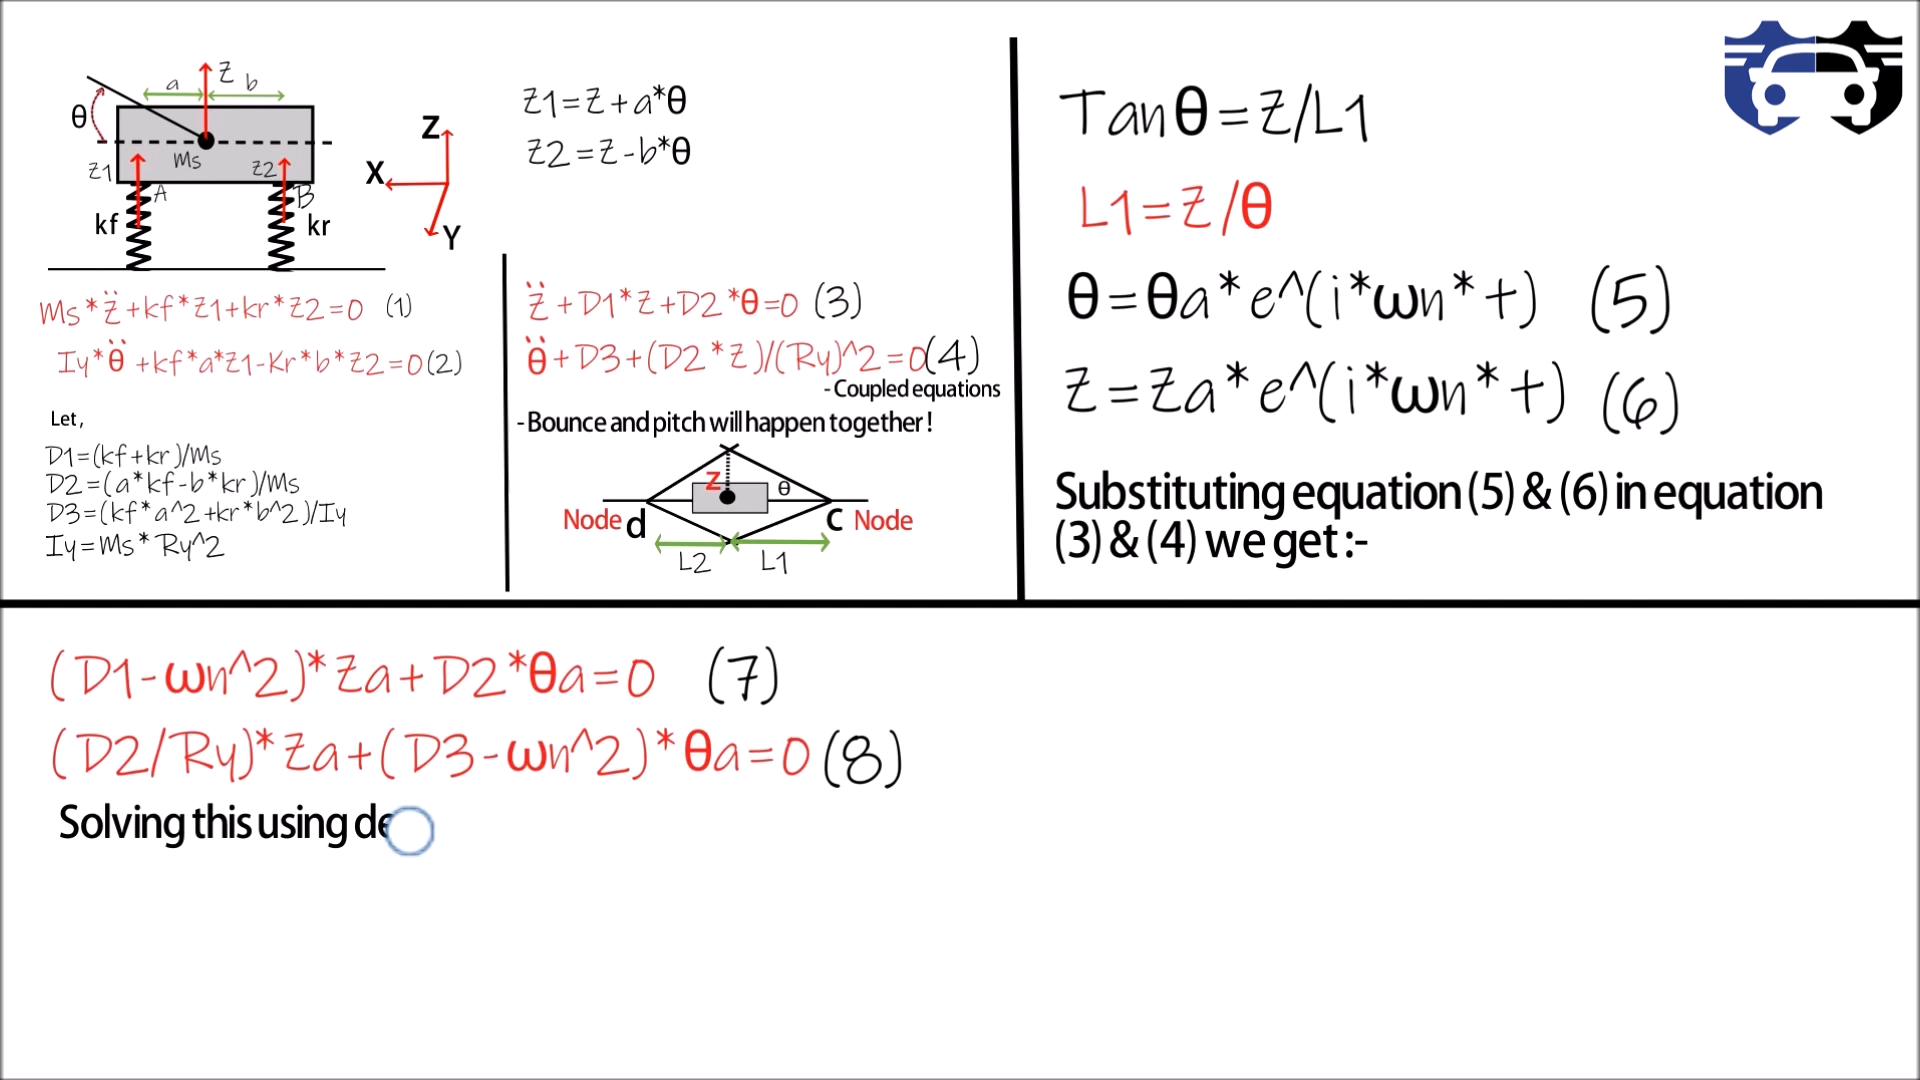 a
Z
b
θ
Z1
Ms
Z2
A
B
kf
kr
Z
X
Y
Z1=Z+a*θ
Z2=Z-b*θ
Ms*z̈+kf*Z1+kr*Z2=0 (1)
Iy*θ̈+kf*a*Z1-Kr*b*Z2=0(2)
Let,
D1=(kf+kr)/Ms
D2=(a*kf-b*kr)/Ms
D3=(kf*a^2+kr*b^2)/Iy
Iy=Ms*Ry^2
z̈+D1*Z+D2*θ=0 (3)
θ̈+D3+(D2*Z)/(Ry)^2=0(4)
- Coupled equations
- Bounce and pitch will happen together!
Z
θ
Node d
C Node
L2
L1
Tanθ=Z/L1
L1=Z/θ
θ=θa*e^(i*ωn*t) (5)
Z=Za*e^(i*ωn*t) (6)
Substituting equation (5) & (6) in equation
(3) & (4) we get :-
(D1-ωn^2)*Za+D2*θa=0 (7)
(D2/Ry)*Za+(D3-ωn^2)*θa=0(8)
Solving this using de